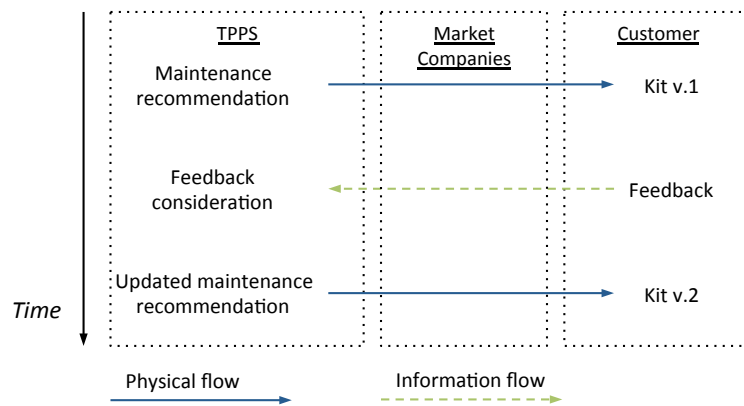 TPPS
Market
Companies
Customer
Maintenance
recommendation
Kit v.1
Feedback
consideration
Feedback
Updated maintenance
recommendation
Kit v.2
Time
Physical flow
Information flow